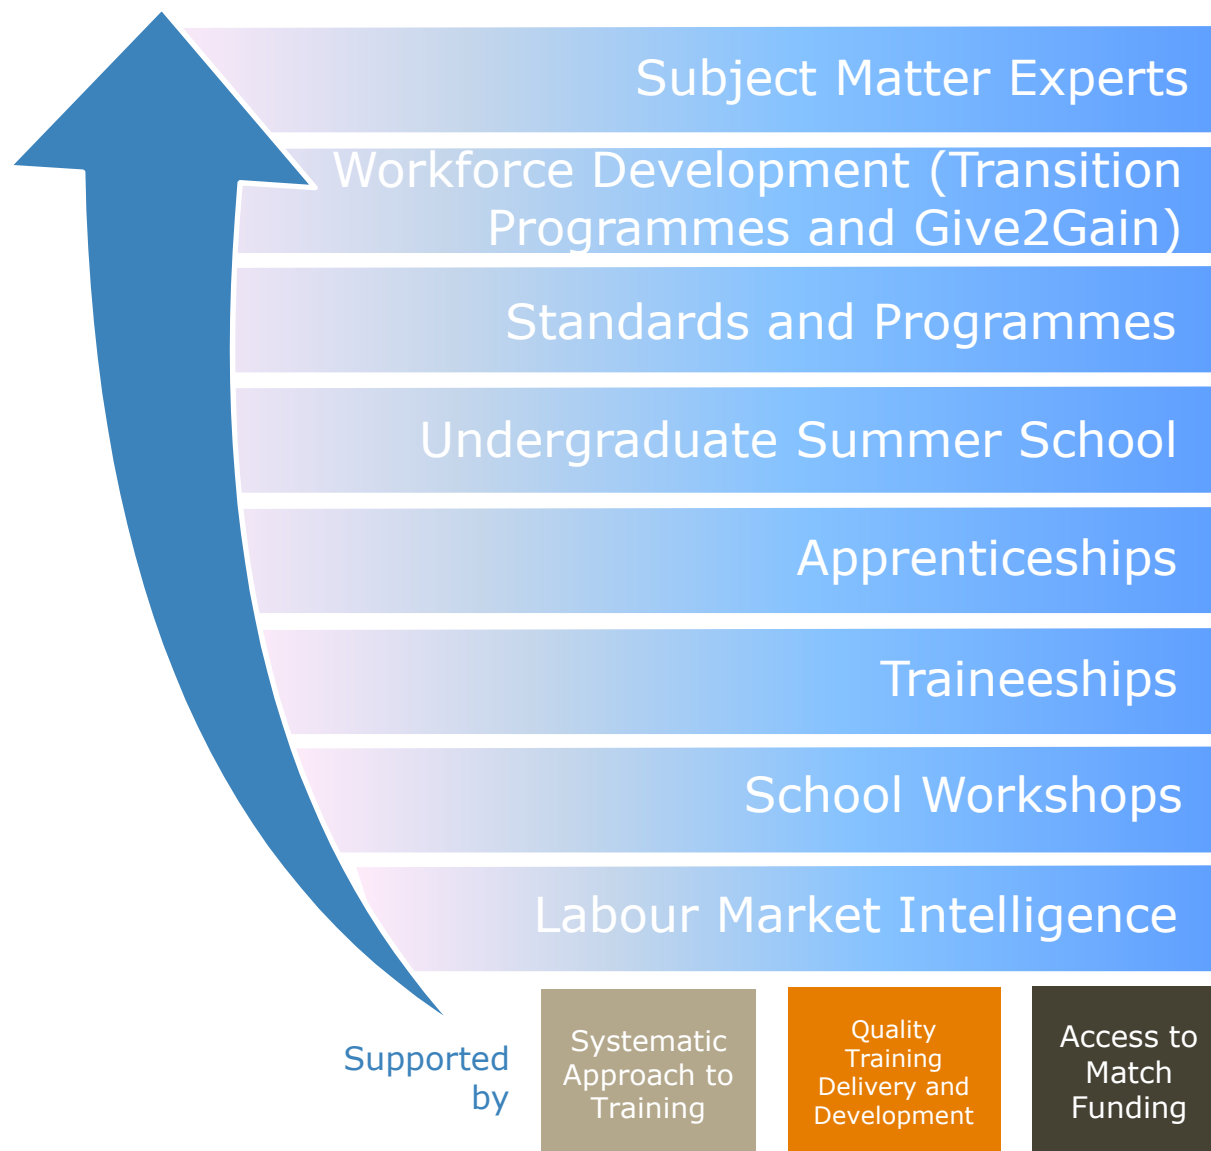 Subject Matter Experts
Workforce Development (Transition
Programmes and Give2Gain)
Standards and Programmes
Undergraduate Summer School
Apprenticeships
Traineeships
School Workshops
Labour Market Intelligence
Supported
by
Systematic
Approach to
Training
Quality
Training
Delivery and
Development
Access to
Match
Funding